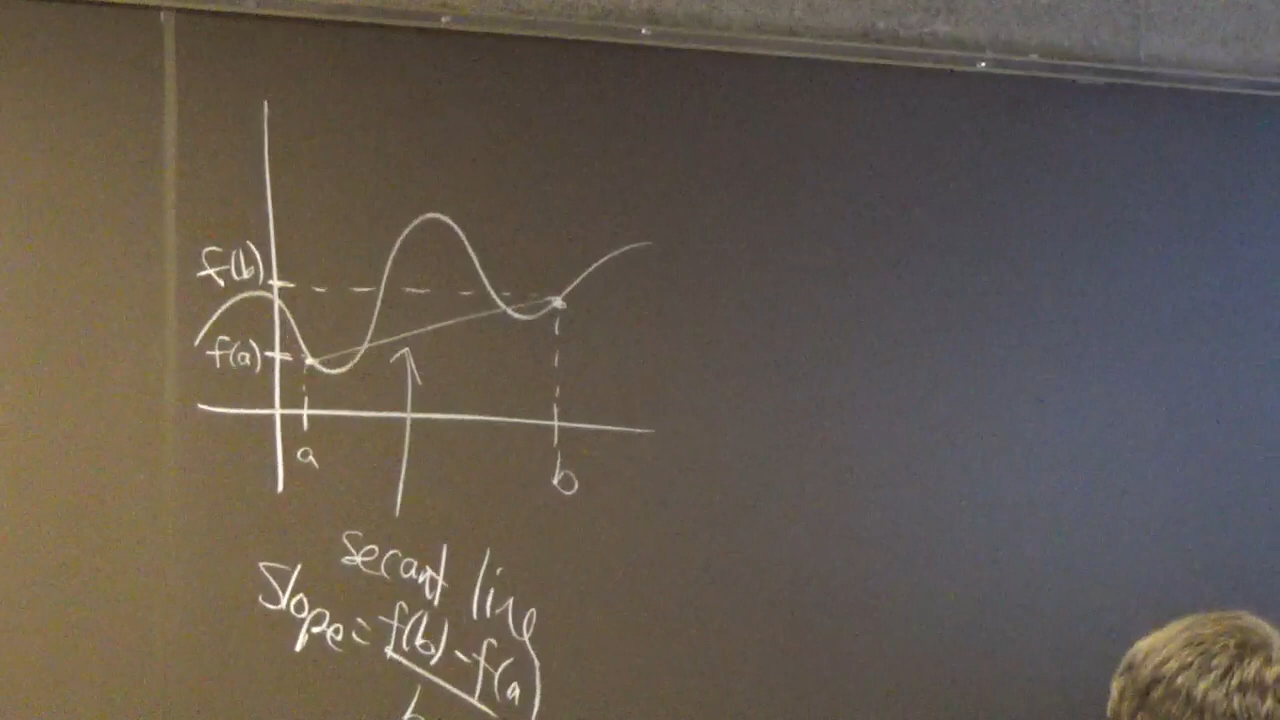 f(b)
f(a)
a
b
secant line
slope = f(b) - f(a)
b